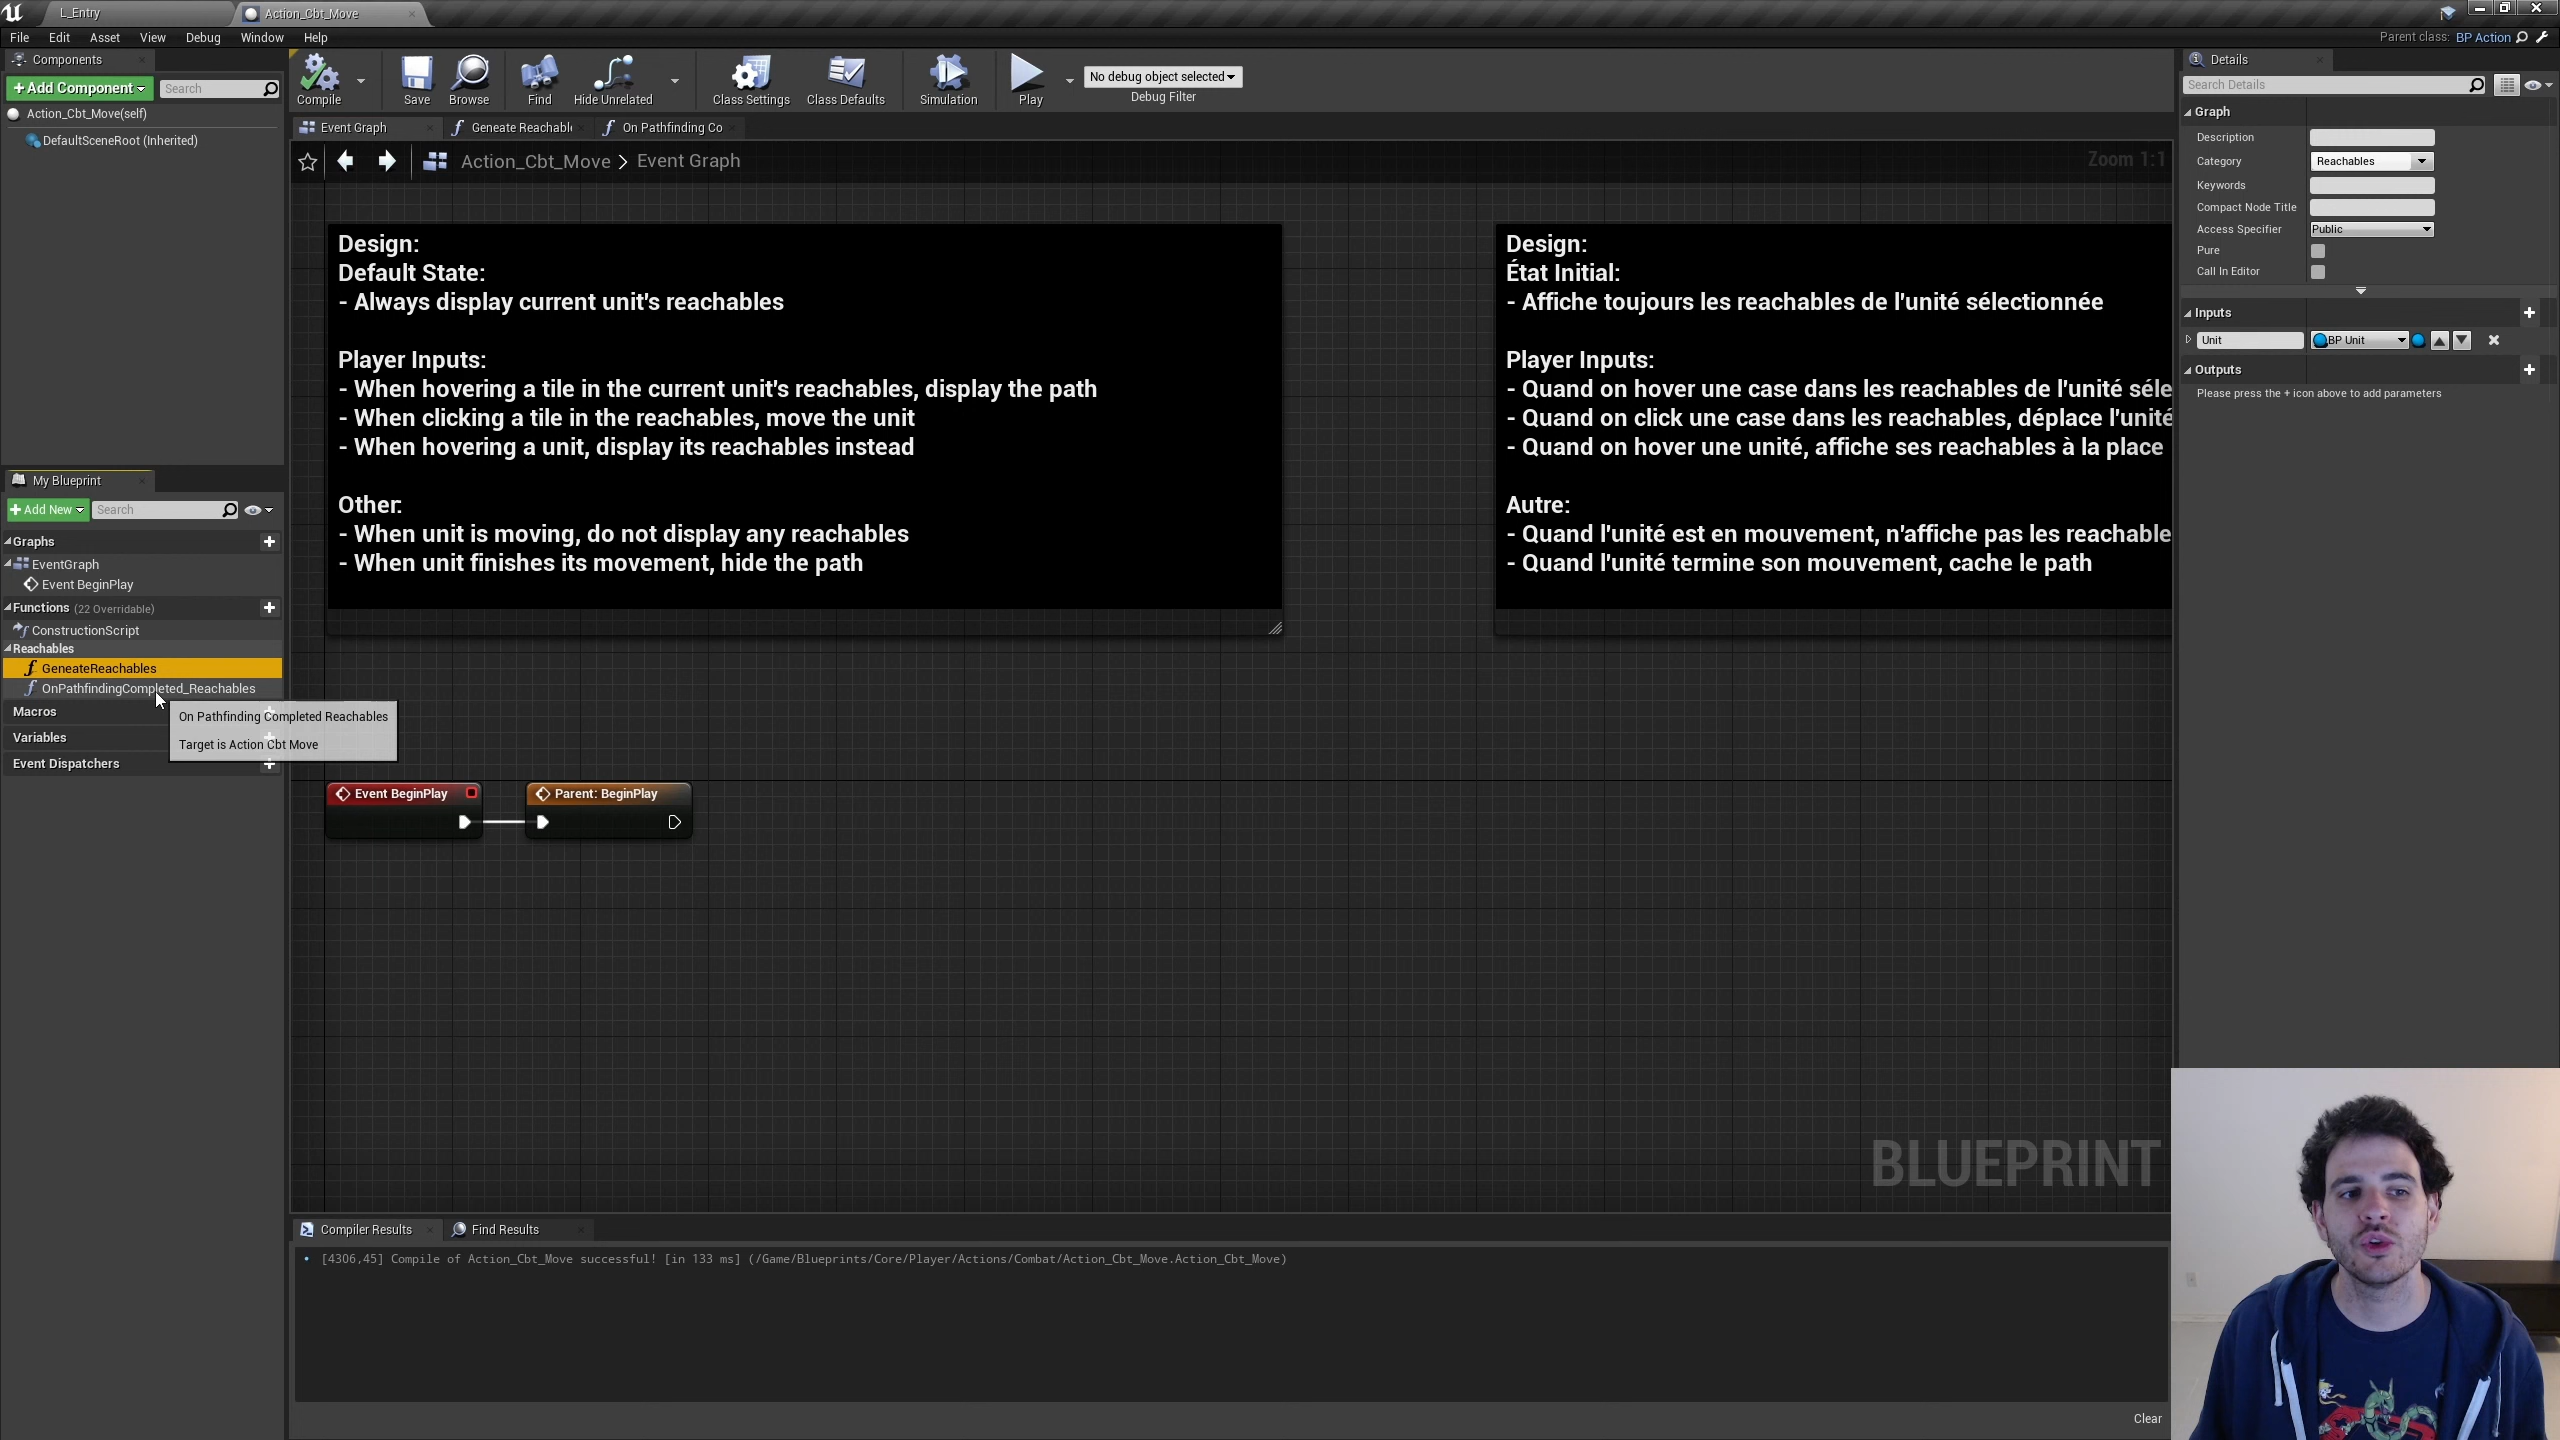 L_Entry
Action_Cbt_Move
File Edit Asset View Debug Window Help
Parent class: BP Action
Components
+Add Component
Search
Action_Cbt_Move(self)
DefaultSceneRoot (Inherited)
Compile
Save
Browse
Find
Hide Unrelated
Class Settings
Class Defaults
Simulation
Play
No debug object selected
Debug Filter
Event Graph
Geneate Reachabl
On Pathfinding Co
Action_Cbt_Move > Event Graph
Zoom 1:1
Design:
Default State:
- Always display current unit's reachables
Player Inputs:
- When hovering a tile in the current unit's reachables, display the path
- When clicking a tile in the reachables, move the unit
- When hovering a unit, display its reachables instead
Other:
- When unit is moving, do not display any reachables
- When unit finishes its movement, hide the path
Design:
État Initial:
- Affiche toujours les reachables de l'unité sélectionnée
Player Inputs:
- Quand on hover une case dans les reachables de l'unité séle
- Quand on click une case dans les reachables, déplace l'unité
- Quand on hover une unité, affiche ses reachables à la place
Autre:
- Quand l'unité est en mouvement, n'affiche pas les reachable
- Quand l'unité termine son mouvement, cache le path
My Blueprint
+Add New
Search
Graphs
EventGraph
Event BeginPlay
Functions (22 Overridable)
ConstructionScript
Reachables
GeneateReachables
OnPathfindingCompleted_Reachables
Macros
Variables
Event Dispatchers
On Pathfinding Completed Reachables
Target is Action Cbt Move
Event BeginPlay
Parent: BeginPlay
BLUEPRINT
Compiler Results
Find Results
[4306,45] Compile of Action_Cbt_Move successful! [in 133 ms] (/Game/Blueprints/Core/Player/Actions/Combat/Action_Cbt_Move.Action_Cbt_Move)
Clear
Details
Search Details
Graph
Description
Category Reachables
Keywords
Compact Node Title
Access Specifier Public
Pure
Call In Editor
Inputs
Unit BP Unit
Outputs
Please press the + icon above to add parameters